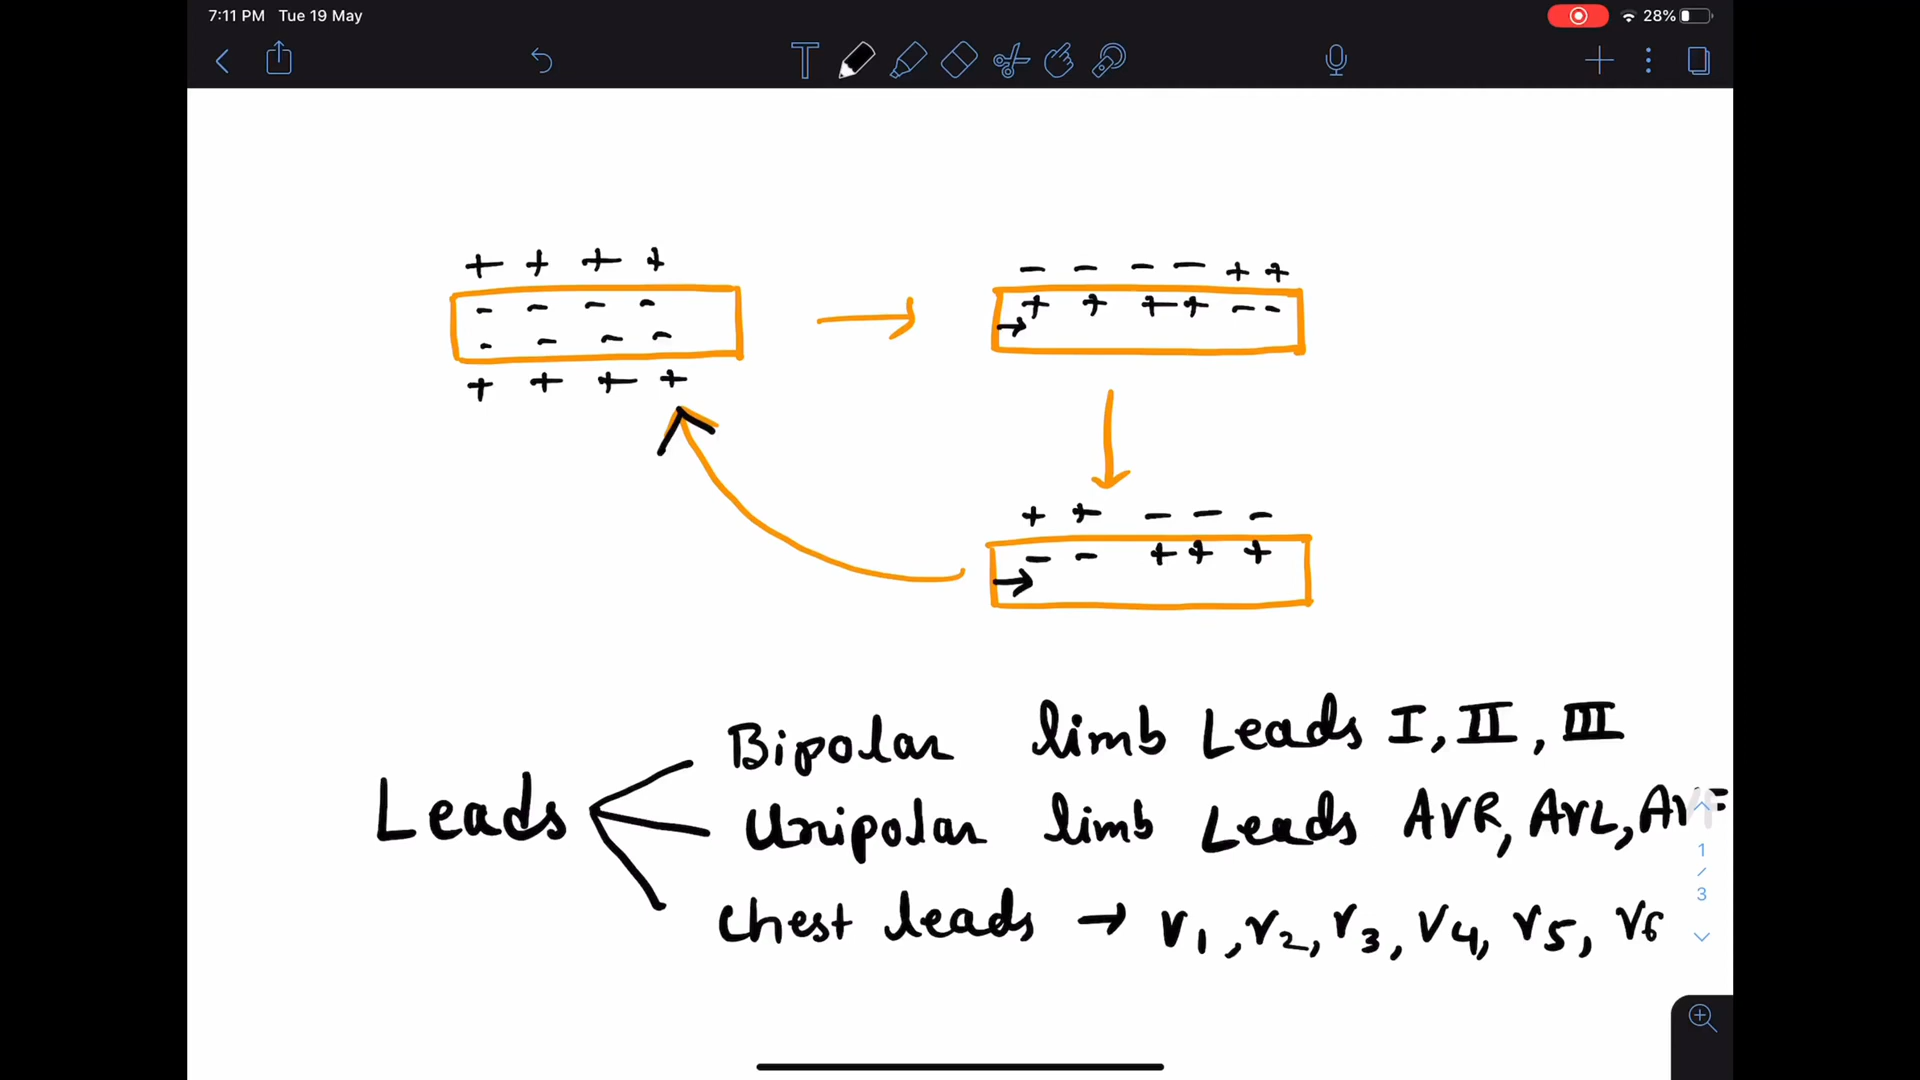 7:11 PM Tue 19 May 28%
T
+ + + +
- - - -
- - - -
+ + + +
- - - - + +
+ + + + - -
+ + - - -
- - + + +
Bipolar limb Leads I, II, III
Leads Unipolar limb Leads AVR, AVL, AVF
Chest leads → V1, V2, V3, V4, V5, V6
1
/
3